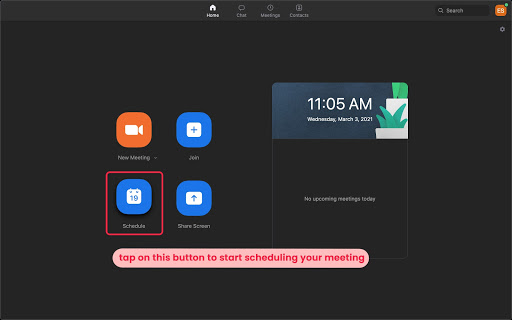 Home
Chat
Meetings
Contacts
Search
ES
11:05 AM
Wednesday, March 3, 2021
New Meeting
Join
No upcoming meetings today
19
Schedule
Share Screen
tap on this button to start scheduling your meeting